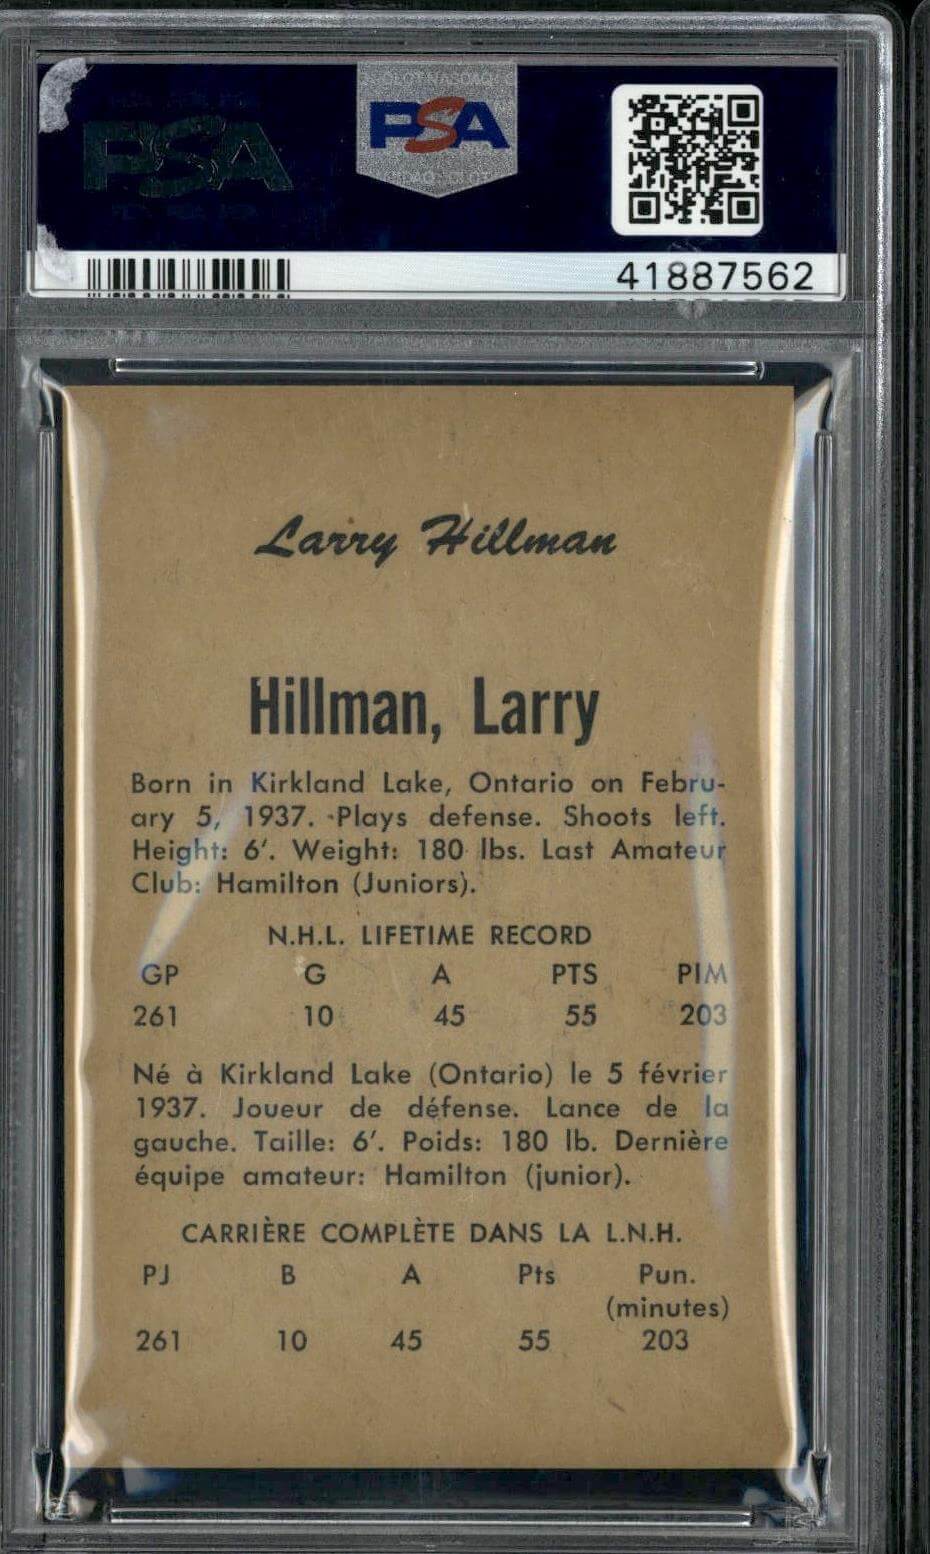 PSA
PSA
41887562
Larry Hillman
Hillman, Larry
Born in Kirkland Lake, Ontario on Febru-
ary 5, 1937. Plays defense. Shoots left.
Height: 6'. Weight: 180 lbs. Last Amateur
Club: Hamilton (Juniors).
N.H.L. LIFETIME RECORD
GP G A PTS PIM
261 10 45 55 203
Né à Kirkland Lake (Ontario) le 5 février
1937. Joueur de défense. Lance de la
gauche. Taille: 6'. Poids: 180 lb. Dernière
équipe amateur: Hamilton (junior).
CARRIÈRE COMPLÈTE DANS LA L.N.H.
PJ B A Pts Pun.
(minutes)
261 10 45 55 203